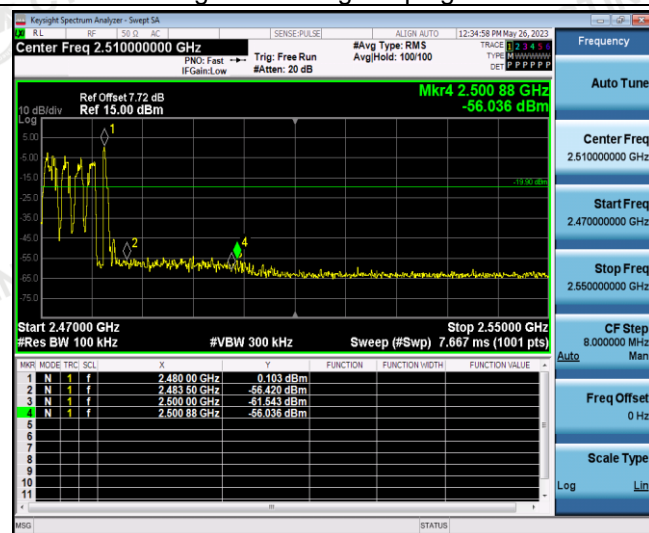 Keysight Spectrum Analyzer - Swept SA
RL RF 50 Ω AC SENSE:PULSE ALIGN AUTO 12:34:58 PM May 26, 2023
Center Freq 2.510000000 GHz
PNO: Fast
IFGain:Low
Trig: Free Run
#Atten: 20 dB
#Avg Type: RMS
Avg|Hold: 100/100
TRACE 1 2 3 4 5 6
TYPE MWWWWW
DET P P P P P P
Frequency
Mkr4 2.500 88 GHz
-56.036 dBm
Ref Offset 7.72 dB
10 dB/div Ref 15.00 dBm
Log
5.00
-5.00
-15.0
-25.0
-35.0
-45.0
-55.0
-65.0
-75.0
1
2
4
-19.90 dBm
Start 2.47000 GHz Stop 2.55000 GHz
#Res BW 100 kHz #VBW 300 kHz Sweep (#Swp) 7.667 ms (1001 pts)
MKR MODE TRC SCL X Y FUNCTION FUNCTION WIDTH FUNCTION VALUE
1 N 1 f 2.480 00 GHz 0.103 dBm
2 N 1 f 2.483 50 GHz -56.420 dBm
3 N 1 f 2.500 00 GHz -61.543 dBm
4 N 1 f 2.500 88 GHz -56.036 dBm
5
6
7
8
9
10
11
MSG STATUS
Auto Tune
Center Freq
2.510000000 GHz
Start Freq
2.470000000 GHz
Stop Freq
2.550000000 GHz
CF Step
8.000000 MHz
Auto Man
Freq Offset
0 Hz
Scale Type
Log Lin